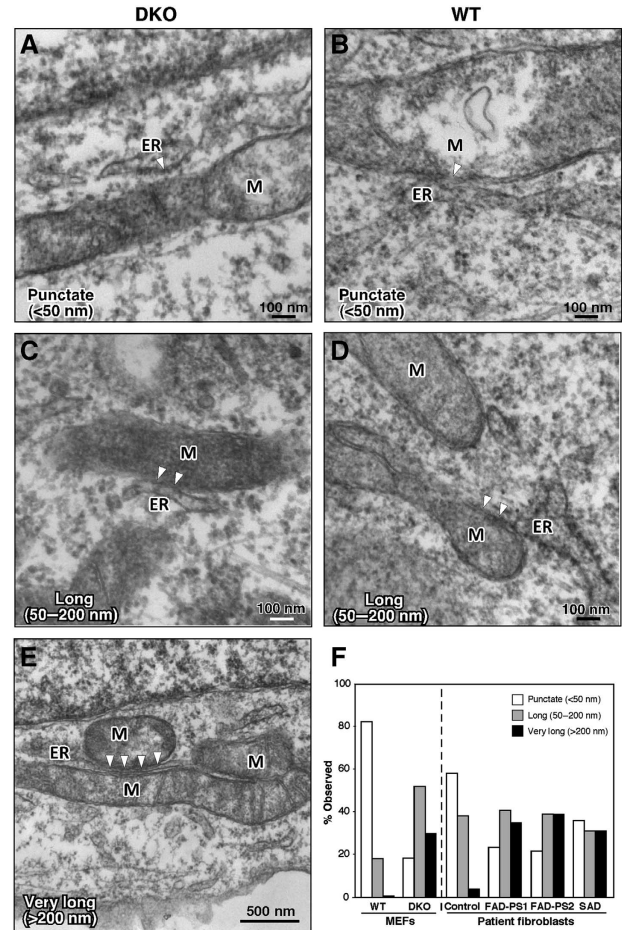 DKO
WT
A
ER
M
Punctate
(<50 nm)
100 nm
B
M
ER
Punctate
(<50 nm)
100 nm
C
M
ER
Long
(50–200 nm)
100 nm
D
M
M
ER
Long
(50–200 nm)
100 nm
E
M
ER
M
M
Very long
(>200 nm)
500 nm
F
100
80
60
40
20
0
% Observed
Punctate (<50 nm)
Long (50–200 nm)
Very long (>200 nm)
WT DKO Control FAD-PS1 FAD-PS2 SAD
MEFs Patient fibroblasts